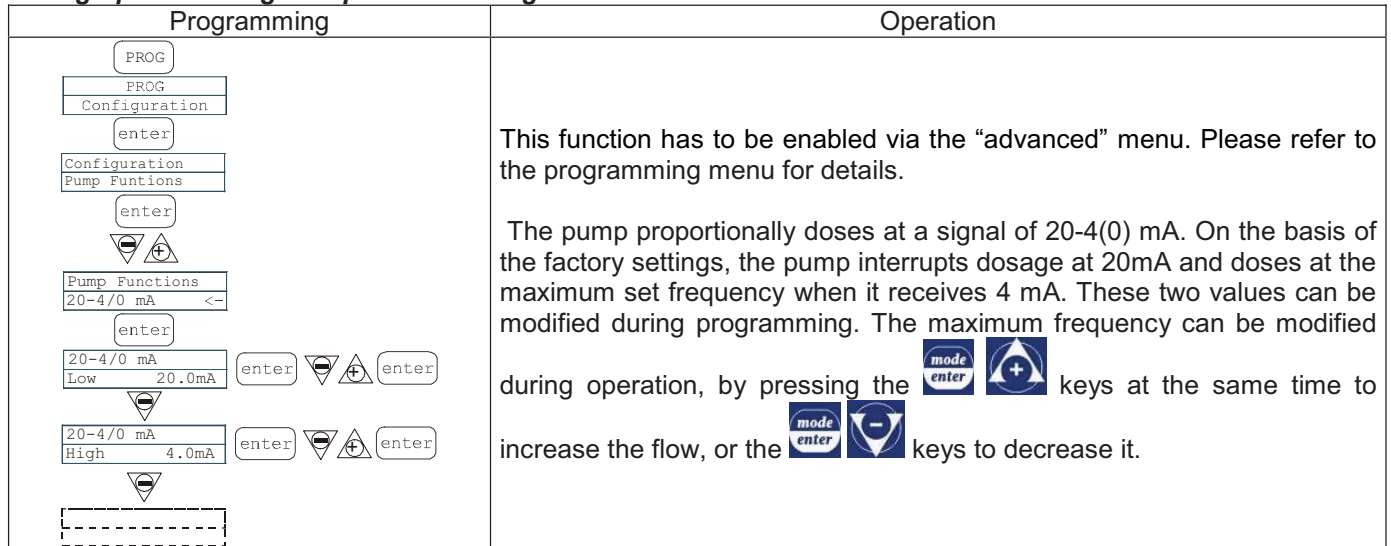 Programming
Operation
PROG
PROG
Configuration
enter
Configuration
Pump Funtions
enter
Pump Functions
20-4/0 mA <-
enter
20-4/0 mA
Low 20.0mA
enter
enter
20-4/0 mA
High 4.0mA
enter
enter
This function has to be enabled via the “advanced” menu. Please refer to
the programming menu for details.
The pump proportionally doses at a signal of 20-4(0) mA. On the basis of
the factory settings, the pump interrupts dosage at 20mA and doses at the
maximum set frequency when it receives 4 mA. These two values can be
modified during programming. The maximum frequency can be modified
during operation, by pressing the mode enter keys at the same time to
increase the flow, or the mode enter keys to decrease it.